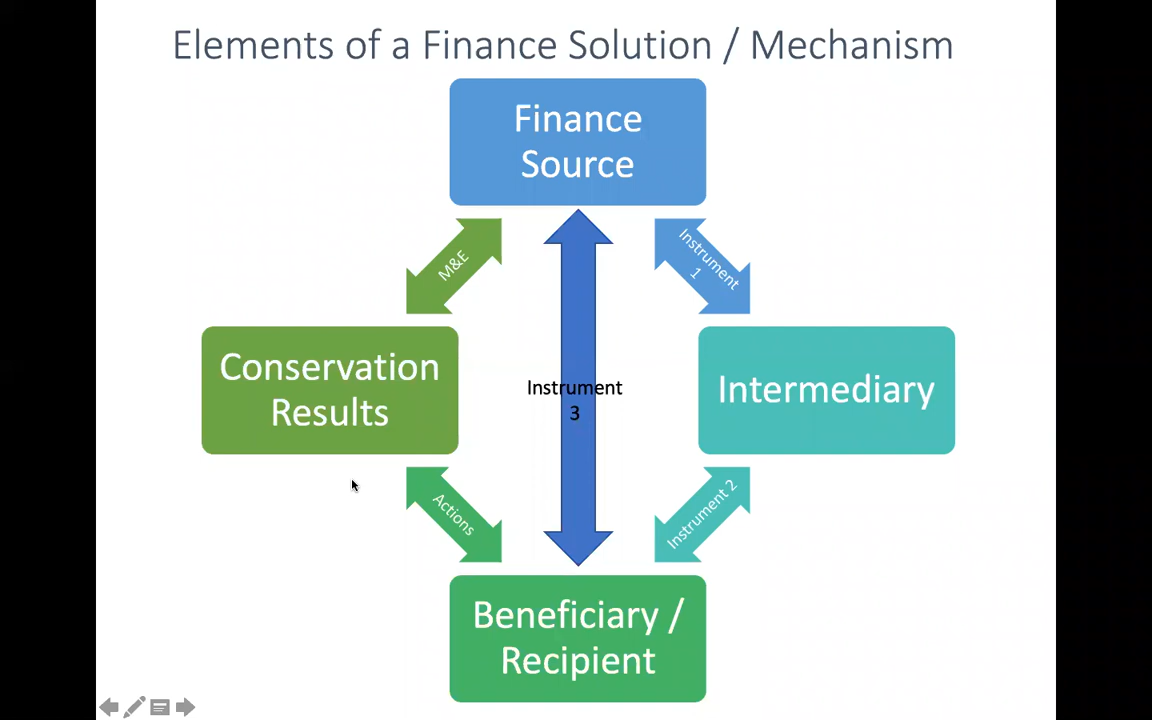 Elements of a Finance Solution / Mechanism
Finance
Source
M&E
Instrument
1
Conservation
Results
Instrument
3
Intermediary
Actions
Instrument 2
Beneficiary /
Recipient